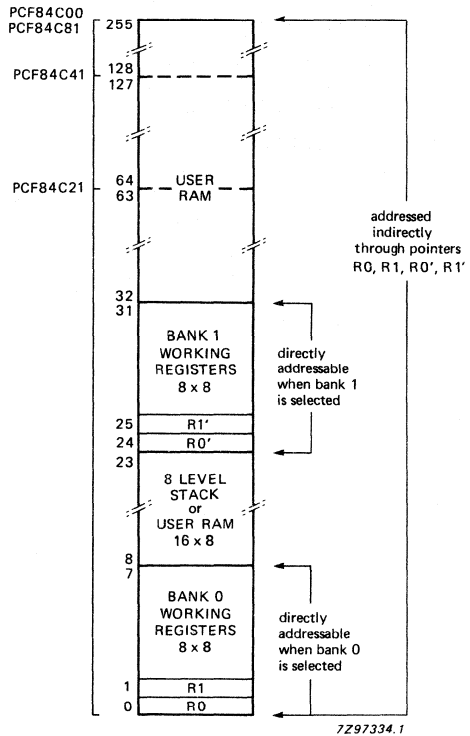 PCF84C00
PCF84C81
255
PCF84C41
128
127
PCF84C21
64
63
USER
RAM
addressed
indirectly
through pointers
R0, R1, R0', R1'
32
31
BANK 1
WORKING
REGISTERS
8 x 8
directly
addressable
when bank 1
is selected
25
R1'
24
R0'
23
8 LEVEL
STACK
or
USER RAM
16 x 8
8
7
BANK 0
WORKING
REGISTERS
8 x 8
directly
addressable
when bank 0
is selected
1
R1
0
R0
7Z97334.1